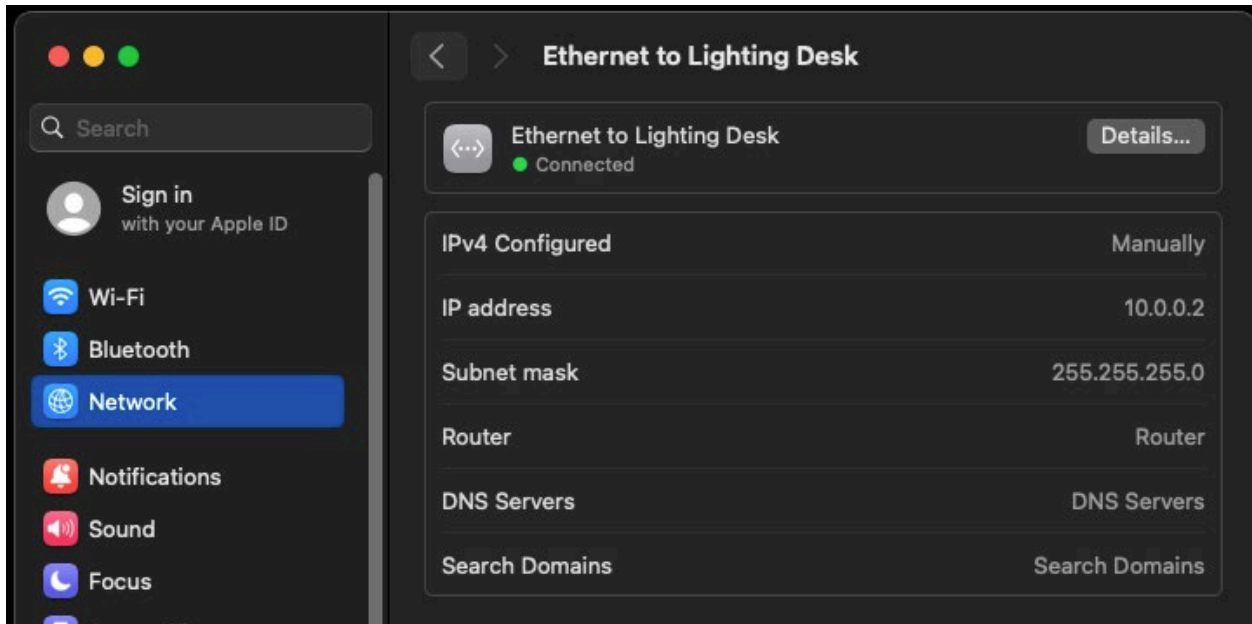 Search
Sign in
with your Apple ID
Wi-Fi
Bluetooth
Network
Notifications
Sound
Focus
Ethernet to Lighting Desk
Ethernet to Lighting Desk
Connected
Details...
IPv4 Configured Manually
IP address 10.0.0.2
Subnet mask 255.255.255.0
Router Router
DNS Servers DNS Servers
Search Domains Search Domains